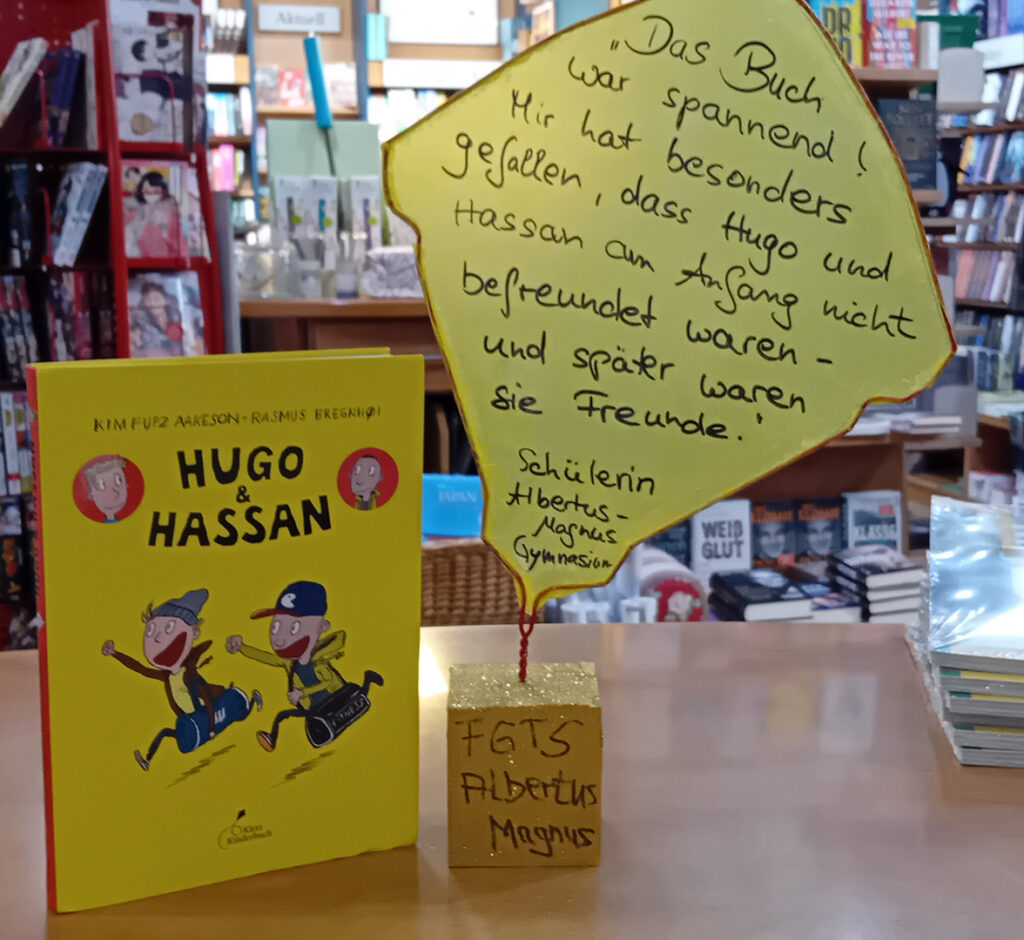 Aktuell
„Das Buch
war spannend!
Mir hat besonders
gefallen, dass Hugo und
Hassan am Anfang nicht
befreundet waren –
und später waren
sie Freunde."
Schülerin
Albertus-
Magnus
Gymnasium
KIM FUPZ AAKESON + RASMUS BREGNHØI
HUGO
&
HASSAN
FITNESS
Klett
Kinderbuch
FGTS
Albertus
Magnus
JAPAN
WEIß
GLUT
KLASSE